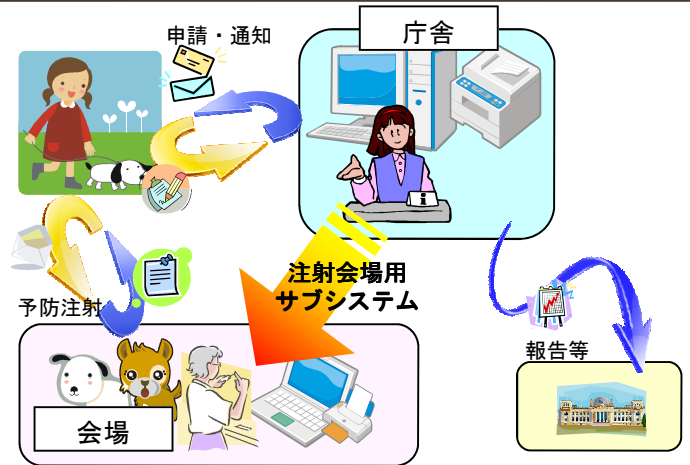 申請・通知
庁舎
注射会場用
サブシステム
予防注射
報告等
会場